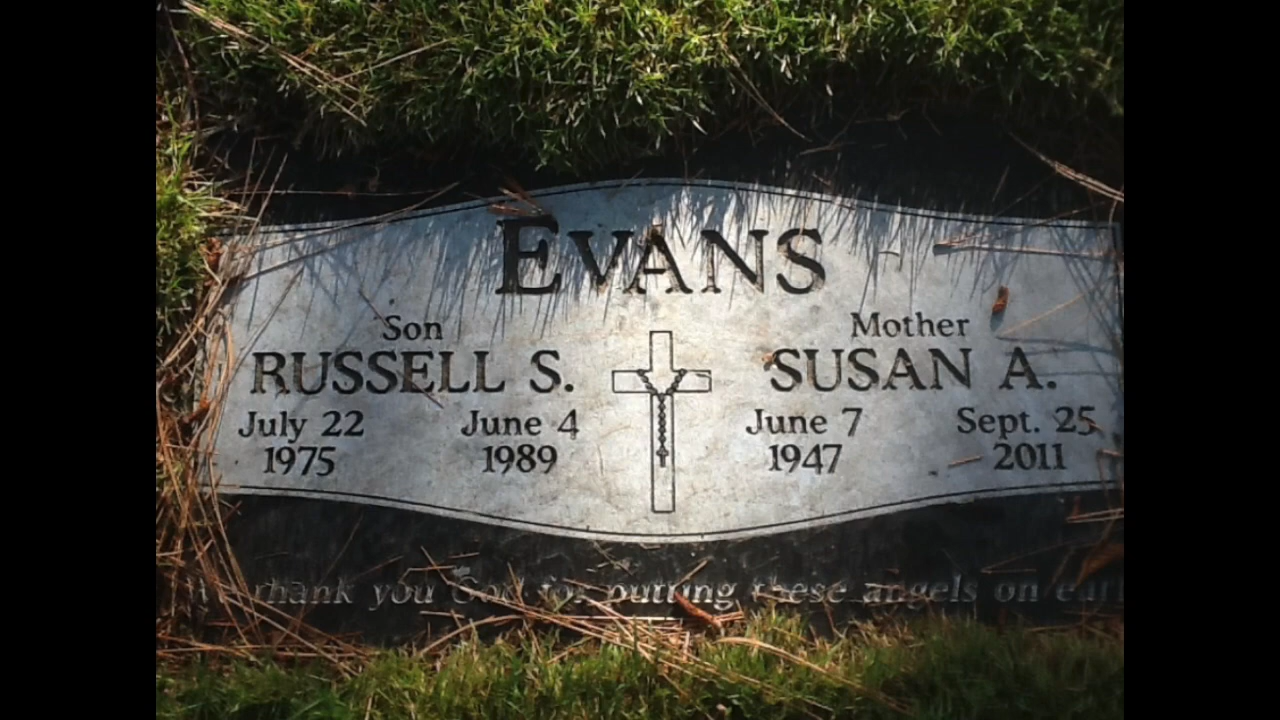 EVANS
Son
RUSSELL S.
July 22 June 4
1975 1989
Mother
SUSAN A.
June 7 Sept. 25
1947 2011
thank you God for putting these angels on